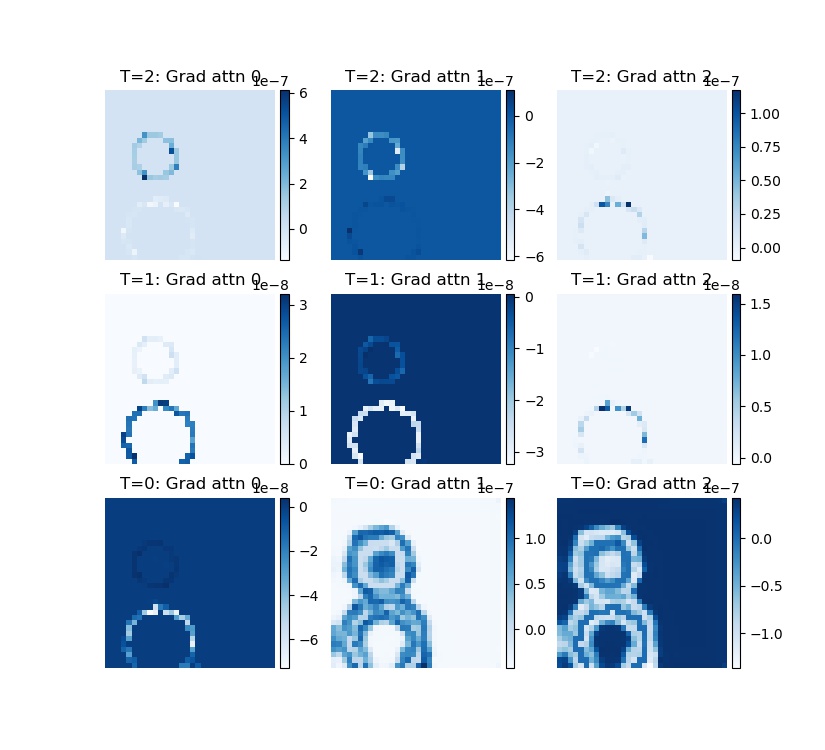 T=2: Grad attn 0
1e−7
T=2: Grad attn 1
1e−7
T=2: Grad attn 2
1e−7
6
4
2
0
0
−2
−4
−6
1.00
0.75
0.50
0.25
0.00
T=1: Grad attn 0
1e−8
T=1: Grad attn 1
1e−8
T=1: Grad attn 2
1e−8
3
2
1
0
0
−1
−2
−3
1.5
1.0
0.5
0.0
T=0: Grad attn 0
1e−8
T=0: Grad attn 1
1e−7
T=0: Grad attn 2
1e−7
0
−2
−4
−6
1.0
0.5
0.0
0.0
−0.5
−1.0